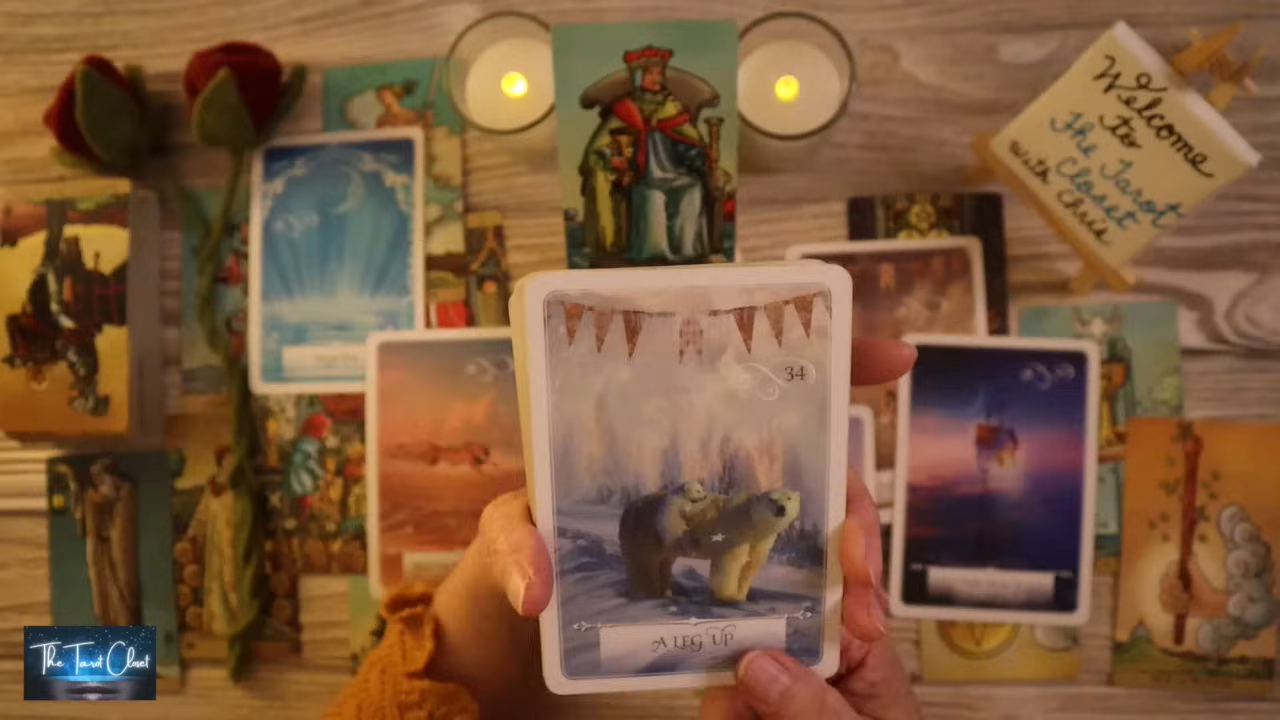 Welcome
to
The Tarot
Closet
with Chris
34
A LEG UP
The Tarot Closet